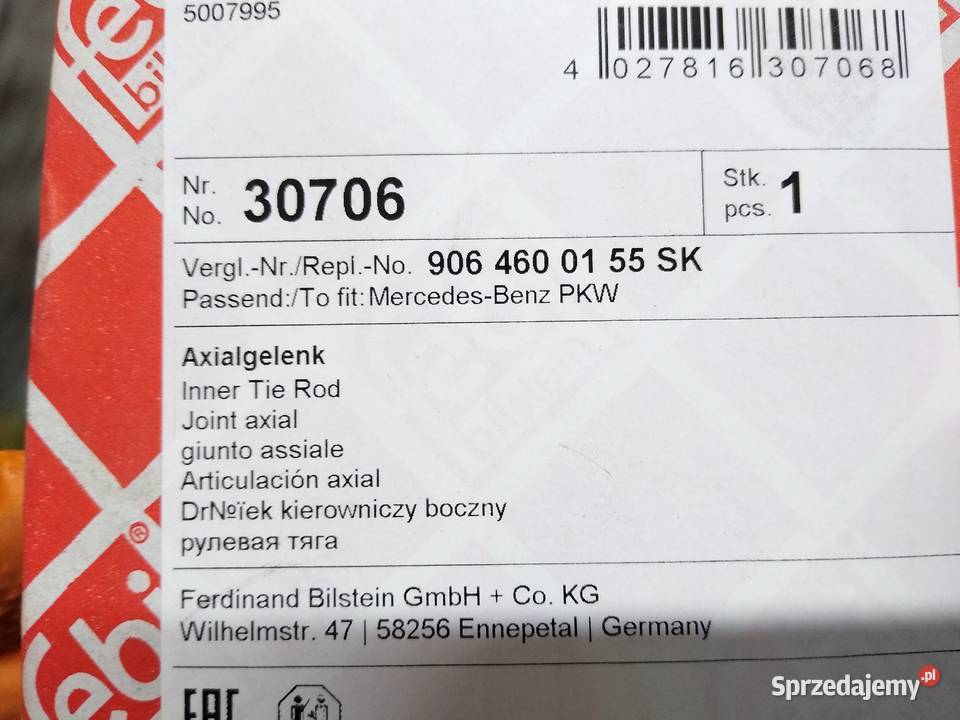 5007995
4 027816 307068
Nr. No. 30706
Stk. pcs. 1
Vergl.-Nr./Repl.-No. 906 460 01 55 SK
Passend:/To fit:Mercedes-Benz PKW
Axialgelenk
Inner Tie Rod
Joint axial
giunto assiale
Articulación axial
Dr№їek kierowniczy boczny
рулевая тяга
Ferdinand Bilstein GmbH + Co. KG
Wilhelmstr. 47 | 58256 Ennepetal | Germany
EAC
Sprzedajemy.pl